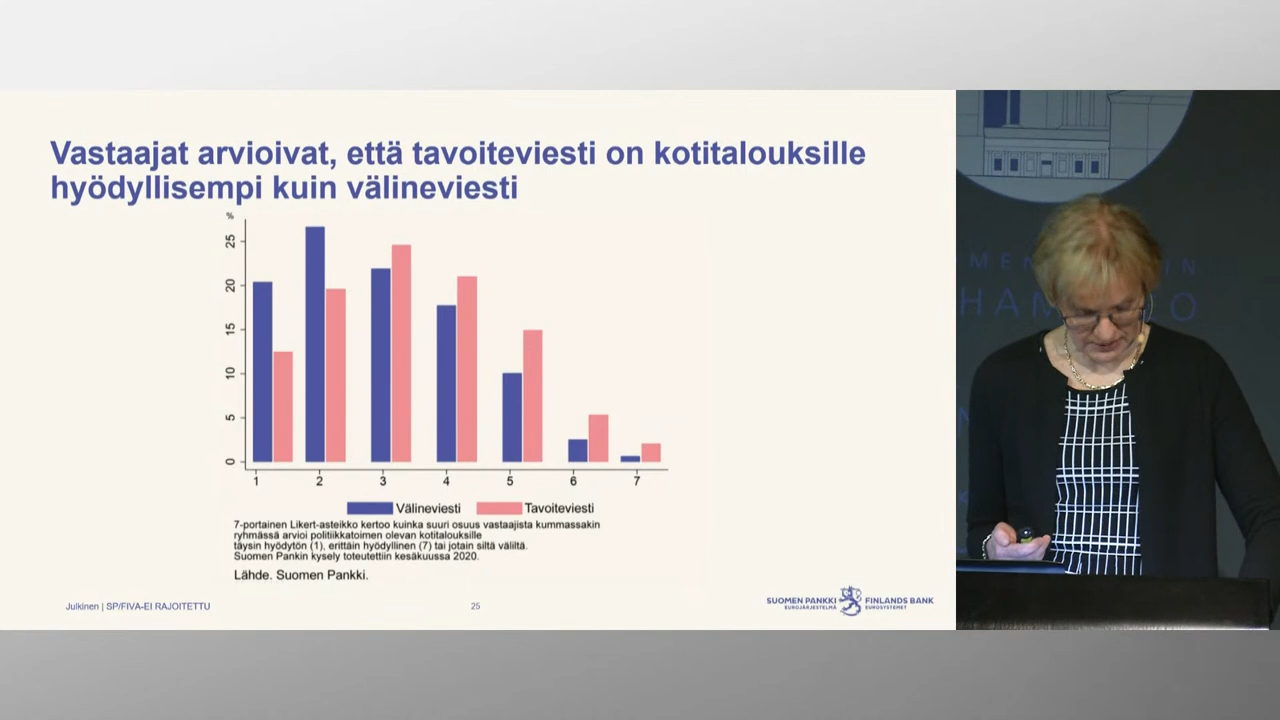 Vastaajat arvioivat, että tavoiteviesti on kotitalouksille
hyödyllisempi kuin välineviesti
%
25
20
15
10
5
0
1 2 3 4 5 6 7
Välineviesti Tavoiteviesti
7-portainen Likert-asteikko kertoo kuinka suuri osuus vastaajista kummassakin
ryhmässä arvioi politiikkatoimen olevan kotitalouksille
täysin hyödytön (1), erittäin hyödyllinen (7) tai jotain siltä väliltä.
Suomen Pankin kysely toteutettiin kesäkuussa 2020.
Lähde. Suomen Pankki.
Julkinen | SP/FIVA-EI RAJOITETTU
25
SUOMEN PANKKI FINLANDS BANK
EUROJÄRJESTELMÄ EUROSYSTEMET